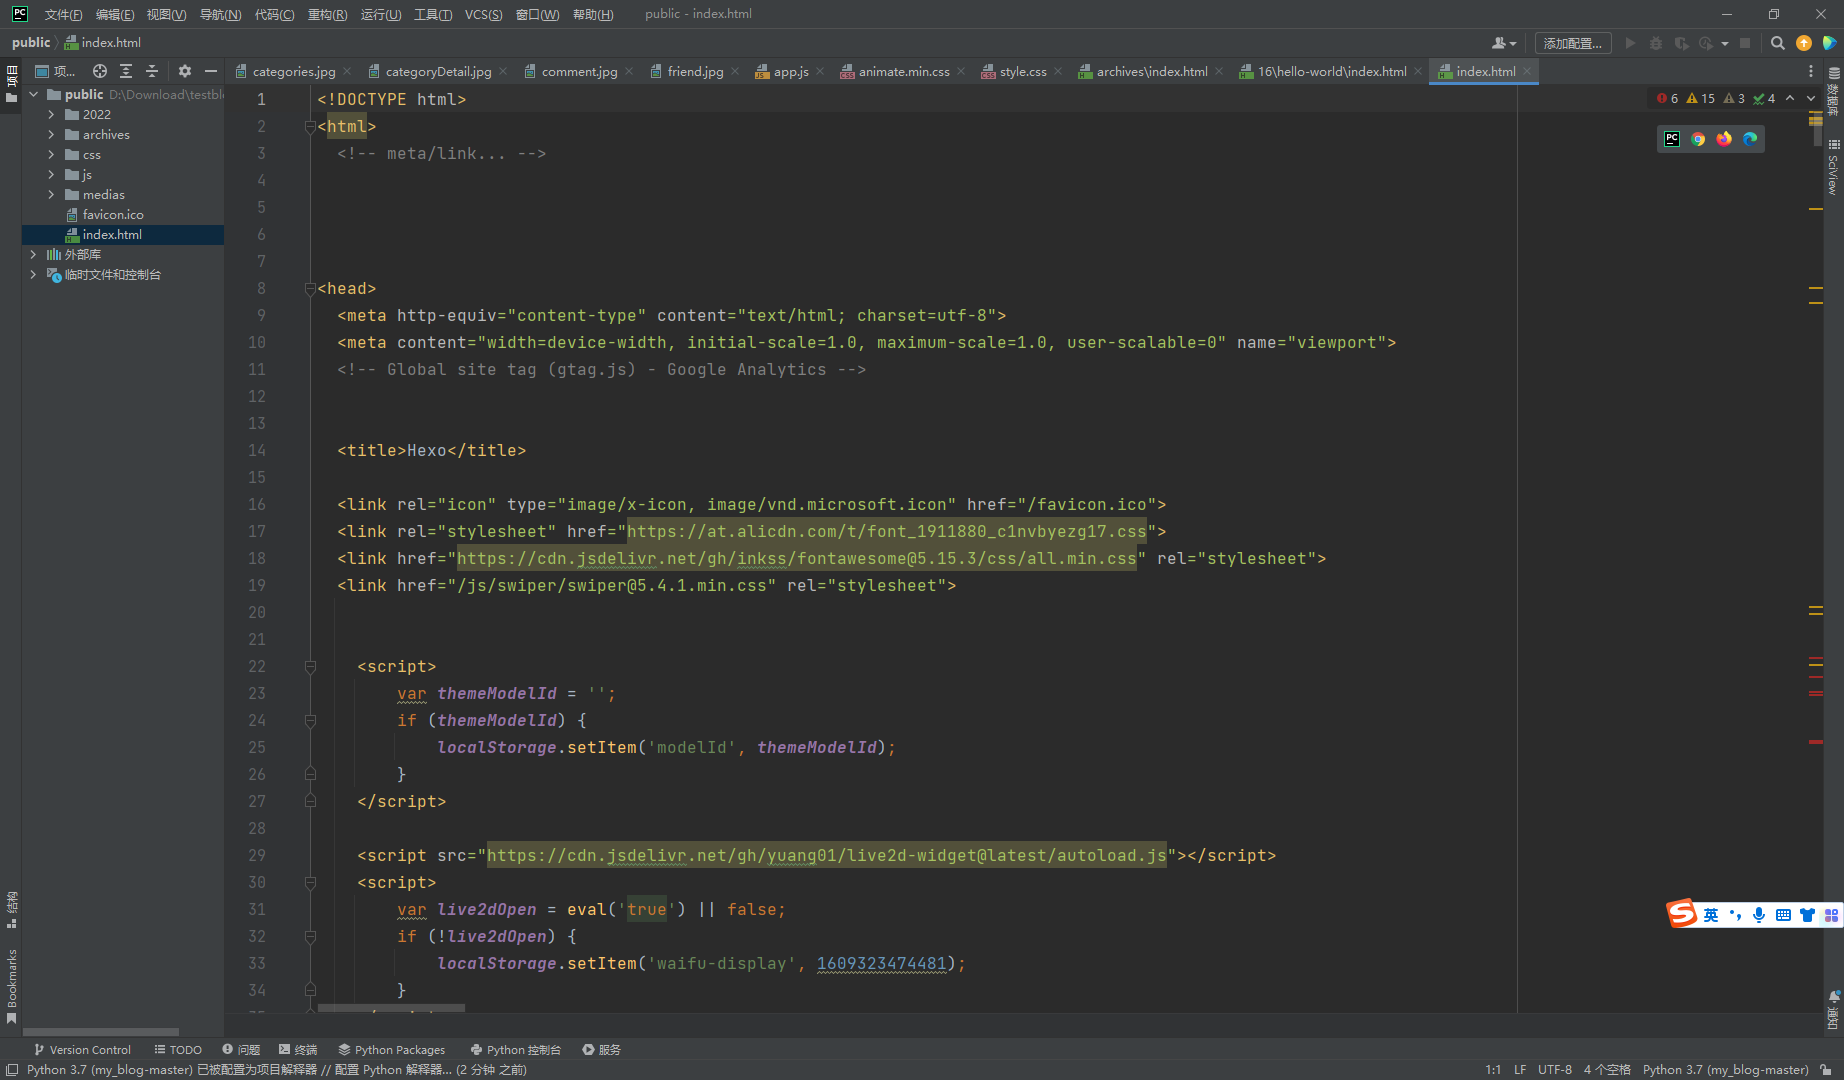 PC 文件(F) 编辑(E) 视图(V) 导航(N) 代码(C) 重构(R) 运行(U) 工具(T) VCS(S) 窗口(W) 帮助(H) public - index.html
public index.html 添加配置...
项目 项... categories.jpg categoryDetail.jpg comment.jpg friend.jpg app.js animate.min.css style.css archives\index.html 16\hello-world\index.html index.html
数据库
SciView
public D:\Download\testbl
2022
archives
css
js
medias
favicon.ico
index.html
外部库
临时文件和控制台
6 15 3 4
PC
1 <!DOCTYPE html>
2 <html>
3 <!-- meta/link... -->
4
5
6
7
8 <head>
9 <meta http-equiv="content-type" content="text/html; charset=utf-8">
10 <meta content="width=device-width, initial-scale=1.0, maximum-scale=1.0, user-scalable=0" name="viewport">
11 <!-- Global site tag (gtag.js) - Google Analytics -->
12
13
14 <title>Hexo</title>
15
16 <link rel="icon" type="image/x-icon, image/vnd.microsoft.icon" href="/favicon.ico">
17 <link rel="stylesheet" href="https://at.alicdn.com/t/font_1911880_c1nvbyezg17.css">
18 <link href="https://cdn.jsdelivr.net/gh/inkss/fontawesome@5.15.3/css/all.min.css" rel="stylesheet">
19 <link href="/js/swiper/swiper@5.4.1.min.css" rel="stylesheet">
20
21
22 <script>
23 var themeModelId = '';
24 if (themeModelId) {
25 localStorage.setItem('modelId', themeModelId);
26 }
27 </script>
28
29 <script src="https://cdn.jsdelivr.net/gh/yuang01/live2d-widget@latest/autoload.js"></script>
30 <script>
31 var live2dOpen = eval('true') || false;
32 if (!live2dOpen) {
33 localStorage.setItem('waifu-display', 1609323474481);
34 }
结构
Bookmarks
英
通知
Version Control TODO 问题 终端 Python Packages Python 控制台 服务
Python 3.7 (my_blog-master) 已被配置为项目解释器 // 配置 Python 解释器... (2 分钟 之前) 1:1 LF UTF-8 4 个空格 Python 3.7 (my_blog-master)